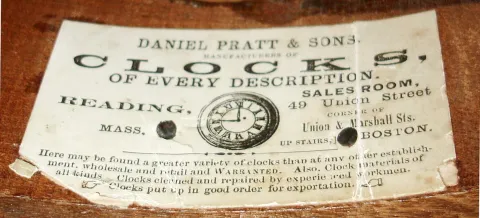 DANIEL PRATT & SONS.
MANUFACTURERS OF
CLOCKS,
OF EVERY DESCRIPTION.
READING, MASS.
SALES ROOM,
49 Union Street
CORNER OF
Union & Marshall Sts.
UP STAIRS, BOSTON.
Here may be found a greater variety of clocks than at any other establish-
ment, wholesale and retail and WARRANTED. Also, Clock materials of
all kinds. Clocks cleaned and repaired by experienced workmen.
Clocks put up in good order for exportation.